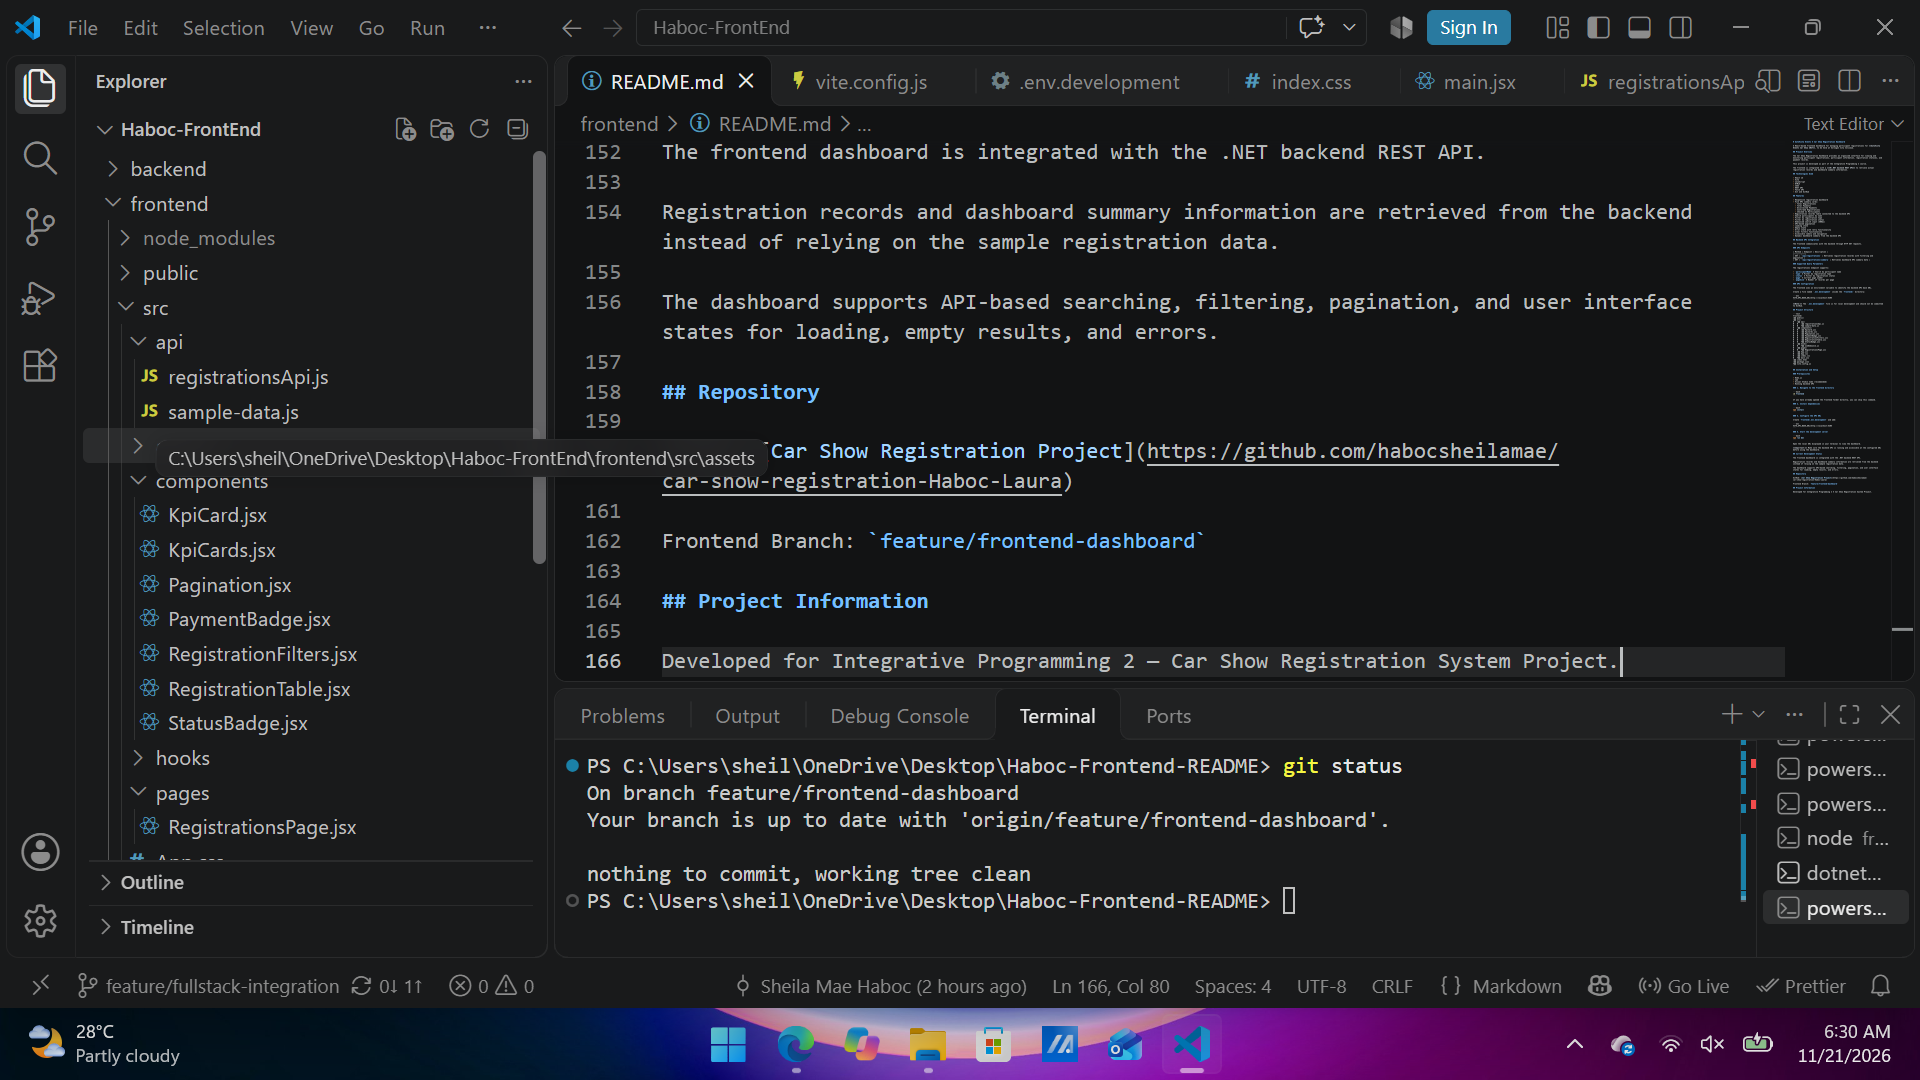 File Edit Selection View Go Run ···
Haboc-FrontEnd
Sign In
Explorer
Haboc-FrontEnd
backend
frontend
node_modules
public
src
api
JS registrationsApi.js
JS sample-data.js
C:\Users\sheil\OneDrive\Desktop\Haboc-FrontEnd\frontend\src\assets
components
KpiCard.jsx
KpiCards.jsx
Pagination.jsx
PaymentBadge.jsx
RegistrationFilters.jsx
RegistrationTable.jsx
StatusBadge.jsx
hooks
pages
RegistrationsPage.jsx
Outline
Timeline
README.md vite.config.js .env.development # index.css main.jsx JS registrationsAp
frontend > README.md > ...
Text Editor
152 The frontend dashboard is integrated with the .NET backend REST API.
153
154 Registration records and dashboard summary information are retrieved from the backend
instead of relying on the sample registration data.
155
156 The dashboard supports API-based searching, filtering, pagination, and user interface
states for loading, empty results, and errors.
157
158 ## Repository
159
[Car Show Registration Project](https://github.com/habocsheilamae/
car-show-registration-Haboc-Laura)
161
162 Frontend Branch: `feature/frontend-dashboard`
163
164 ## Project Information
165
166 Developed for Integrative Programming 2 — Car Show Registration System Project.
Problems Output Debug Console Terminal Ports
PS C:\Users\sheil\OneDrive\Desktop\Haboc-Frontend-README> git status
On branch feature/frontend-dashboard
Your branch is up to date with 'origin/feature/frontend-dashboard'.
nothing to commit, working tree clean
PS C:\Users\sheil\OneDrive\Desktop\Haboc-Frontend-README>
powers...
powers...
node fr...
dotnet...
powers...
feature/fullstack-integration 0↓ 1↑ 0 0
Sheila Mae Haboc (2 hours ago) Ln 166, Col 80 Spaces: 4 UTF-8 CRLF {} Markdown Go Live Prettier
28°C
Partly cloudy
6:30 AM
11/21/2026